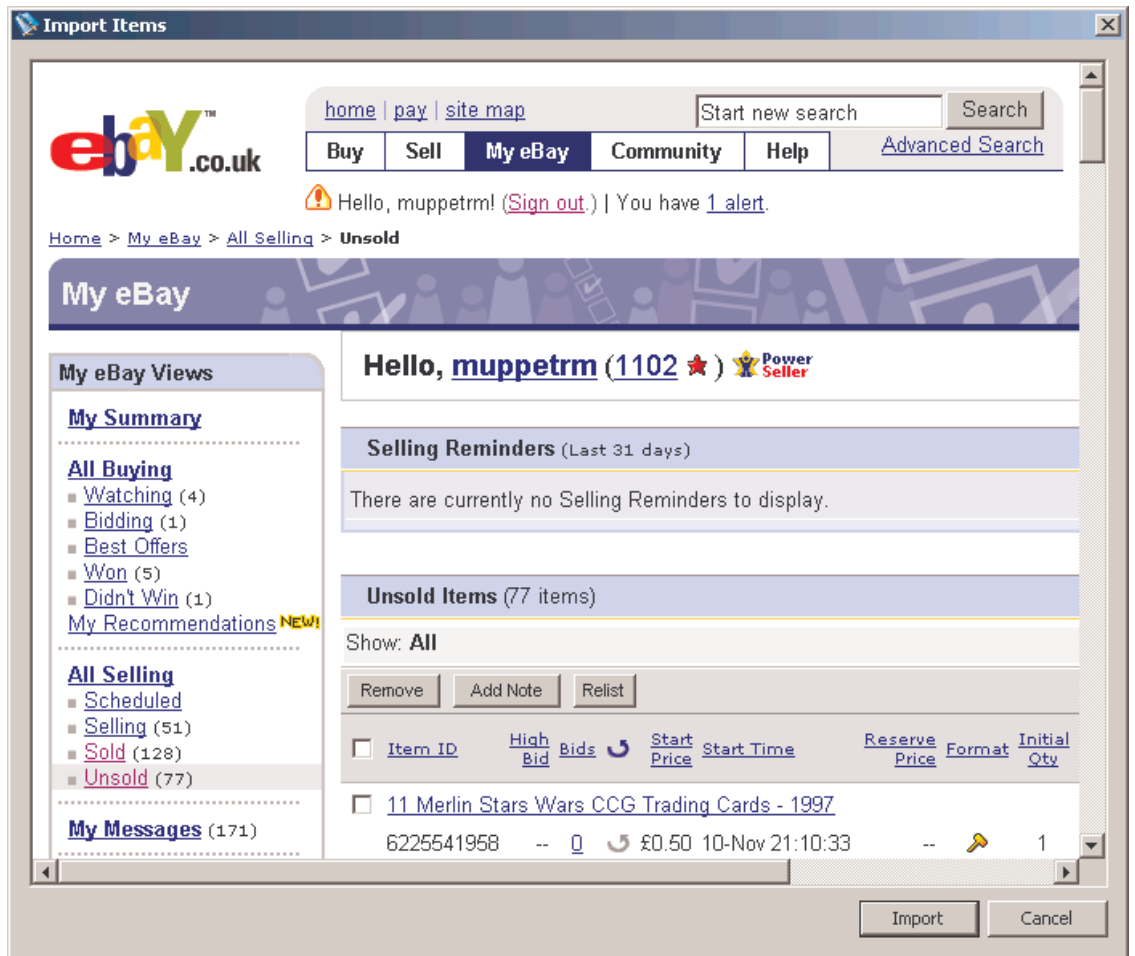 Import Items
ebaY™.co.uk
home | pay | site map
Start new search
Search
Advanced Search
Buy
Sell
My eBay
Community
Help
Hello, muppetrm! (Sign out.) | You have 1 alert.
Home > My eBay > All Selling > Unsold
My eBay
My eBay Views
My Summary
All Buying
Watching (4)
Bidding (1)
Best Offers
Won (5)
Didn't Win (1)
My Recommendations NEW!
All Selling
Scheduled
Selling (51)
Sold (128)
Unsold (77)
My Messages (171)
Hello, muppetrm (1102 ) Power Seller
Selling Reminders (Last 31 days)
There are currently no Selling Reminders to display.
Unsold Items (77 items)
Show: All
Remove
Add Note
Relist
Item ID
High Bid
Bids
Start Price
Start Time
Reserve Price
Format
Initial Qty
11 Merlin Stars Wars CCG Trading Cards - 1997
6225541958 -- 0 £0.50 10-Nov 21:10:33 -- 1
Import
Cancel